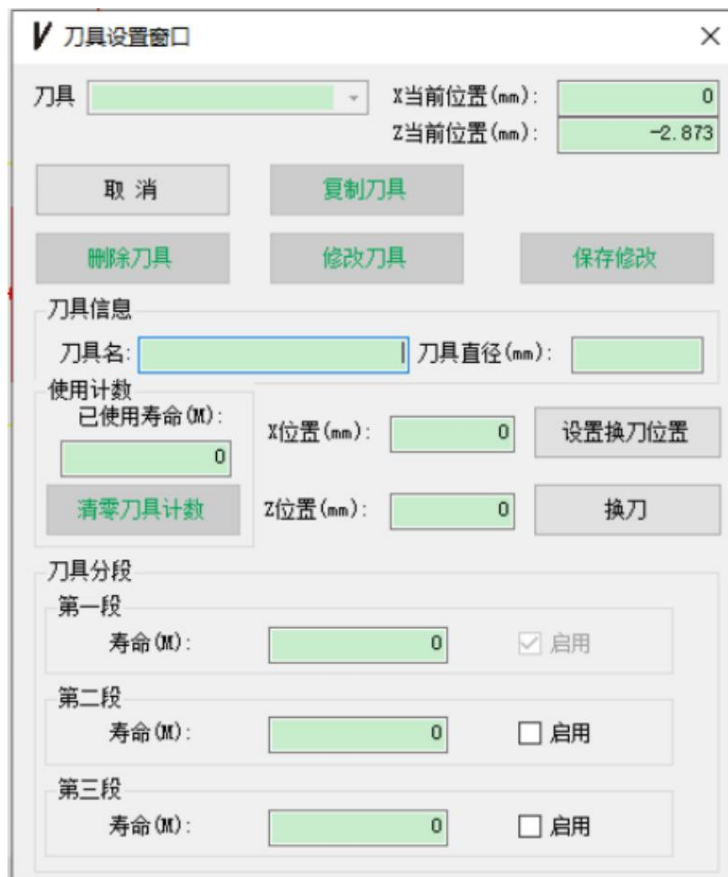 V 刀具设置窗口
刀具 X当前位置(mm): 0
Z当前位置(mm): -2.873
取 消 复制刀具
删除刀具 修改刀具 保存修改
刀具信息
刀具名: 刀具直径(mm):
使用计数
已使用寿命(M):
0
X位置(mm): 0 设置换刀位置
清零刀具计数 Z位置(mm): 0 换刀
刀具分段
第一段
寿命(M): 0 启用
第二段
寿命(M): 0 启用
第三段
寿命(M): 0 启用